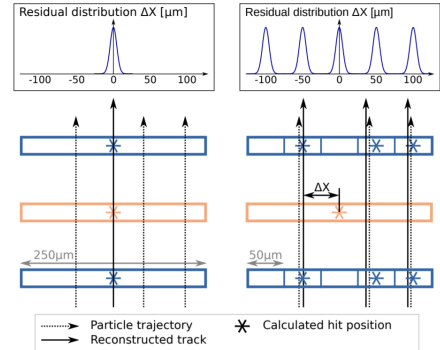 Residual distribution ΔX [μm]
-100 -50 0 50 100
Residual distribution ΔX [μm]
-100 -50 0 50 100
ΔX
250μm
50μm
Particle trajectory
Reconstructed track
Calculated hit position